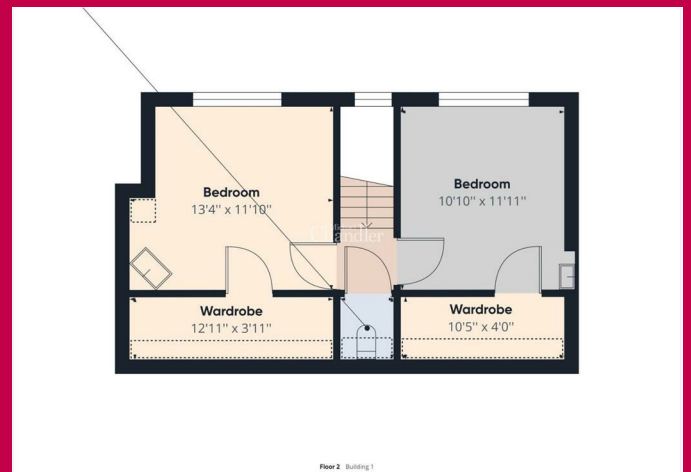 Bedroom
13'4" x 11'10"
Bedroom
10'10" x 11'11"
Chandler
Wardrobe
12'11" x 3'11"
Wardrobe
10'5" x 4'0"
Floor 2 Building 1